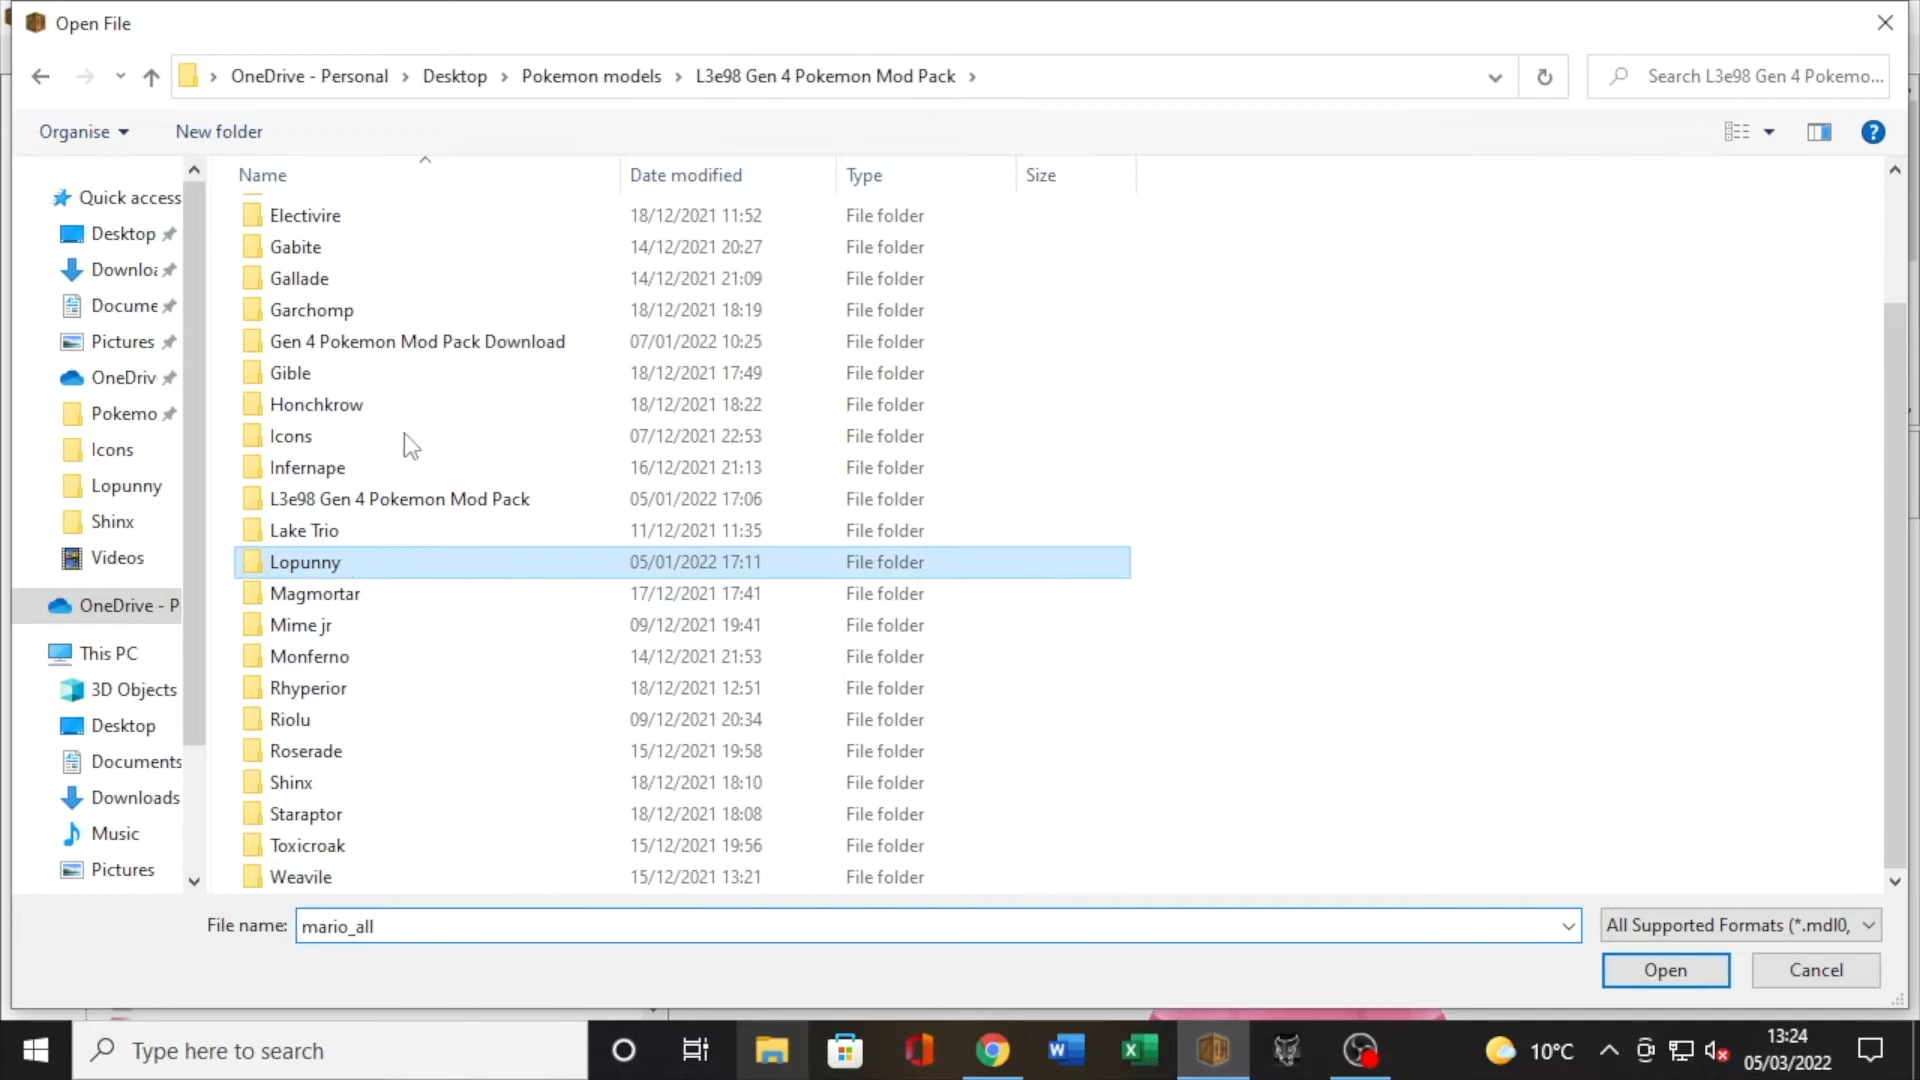 Open File
OneDrive - Personal > Desktop > Pokemon models > L3e98 Gen 4 Pokemon Mod Pack >
Search L3e98 Gen 4 Pokemo...
Organise
New folder
Name
Date modified
Type
Size
Quick access
Desktop
Downloa
Docume
Pictures
OneDriv
Pokemo
Icons
Lopunny
Shinx
Videos
OneDrive - P
This PC
3D Objects
Desktop
Documents
Downloads
Music
Pictures
Electivire 18/12/2021 11:52 File folder
Gabite 14/12/2021 20:27 File folder
Gallade 14/12/2021 21:09 File folder
Garchomp 18/12/2021 18:19 File folder
Gen 4 Pokemon Mod Pack Download 07/01/2022 10:25 File folder
Gible 18/12/2021 17:49 File folder
Honchkrow 18/12/2021 18:22 File folder
Icons 07/12/2021 22:53 File folder
Infernape 16/12/2021 21:13 File folder
L3e98 Gen 4 Pokemon Mod Pack 05/01/2022 17:06 File folder
Lake Trio 11/12/2021 11:35 File folder
Lopunny 05/01/2022 17:11 File folder
Magmortar 17/12/2021 17:41 File folder
Mime jr 09/12/2021 19:41 File folder
Monferno 14/12/2021 21:53 File folder
Rhyperior 18/12/2021 12:51 File folder
Riolu 09/12/2021 20:34 File folder
Roserade 15/12/2021 19:58 File folder
Shinx 18/12/2021 18:10 File folder
Staraptor 18/12/2021 18:08 File folder
Toxicroak 15/12/2021 19:56 File folder
Weavile 15/12/2021 13:21 File folder
File name: mario_all
All Supported Formats (*.mdl0,
Open
Cancel
Type here to search
10°C
13:24
05/03/2022